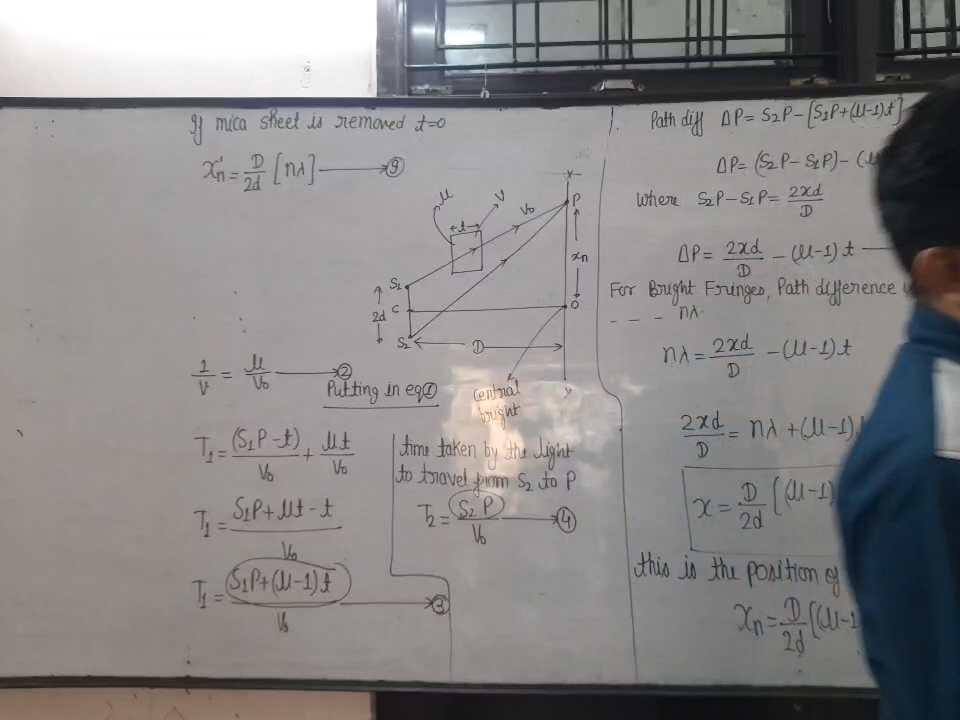 If mica sheet is removed t=0
x'n = D/2d [nλ] → 9
μ
←t→
V
V₀
X
P
xn
S₁
C
2d
S₂
D
O
Y
central
bright
1/V = μ/V₀ → 2
Putting in eq 1
T₁ = (S₁P-t)/V₀ + μt/V₀
T₁ = S₁P+μt-t/V₀
T₁ = S₁P+(μ-1)t/V₀ → 3
time taken by the light
to travel from S₂ to P
T₂ = S₂P/V₀ → 4
Path diff ΔP = S₂P-[S₁P+(μ-1)t]
ΔP = (S₂P-S₁P)-(μ
where S₂P-S₁P = 2xd/D
ΔP = 2xd/D - (μ-1)t
For Bright Fringes, Path difference
- - - nλ.
nλ = 2xd/D - (μ-1)t
2xd/D = nλ+(μ-1)
x = D/2d [(μ-1)
this is the position of
xn = D/2d [(μ-1